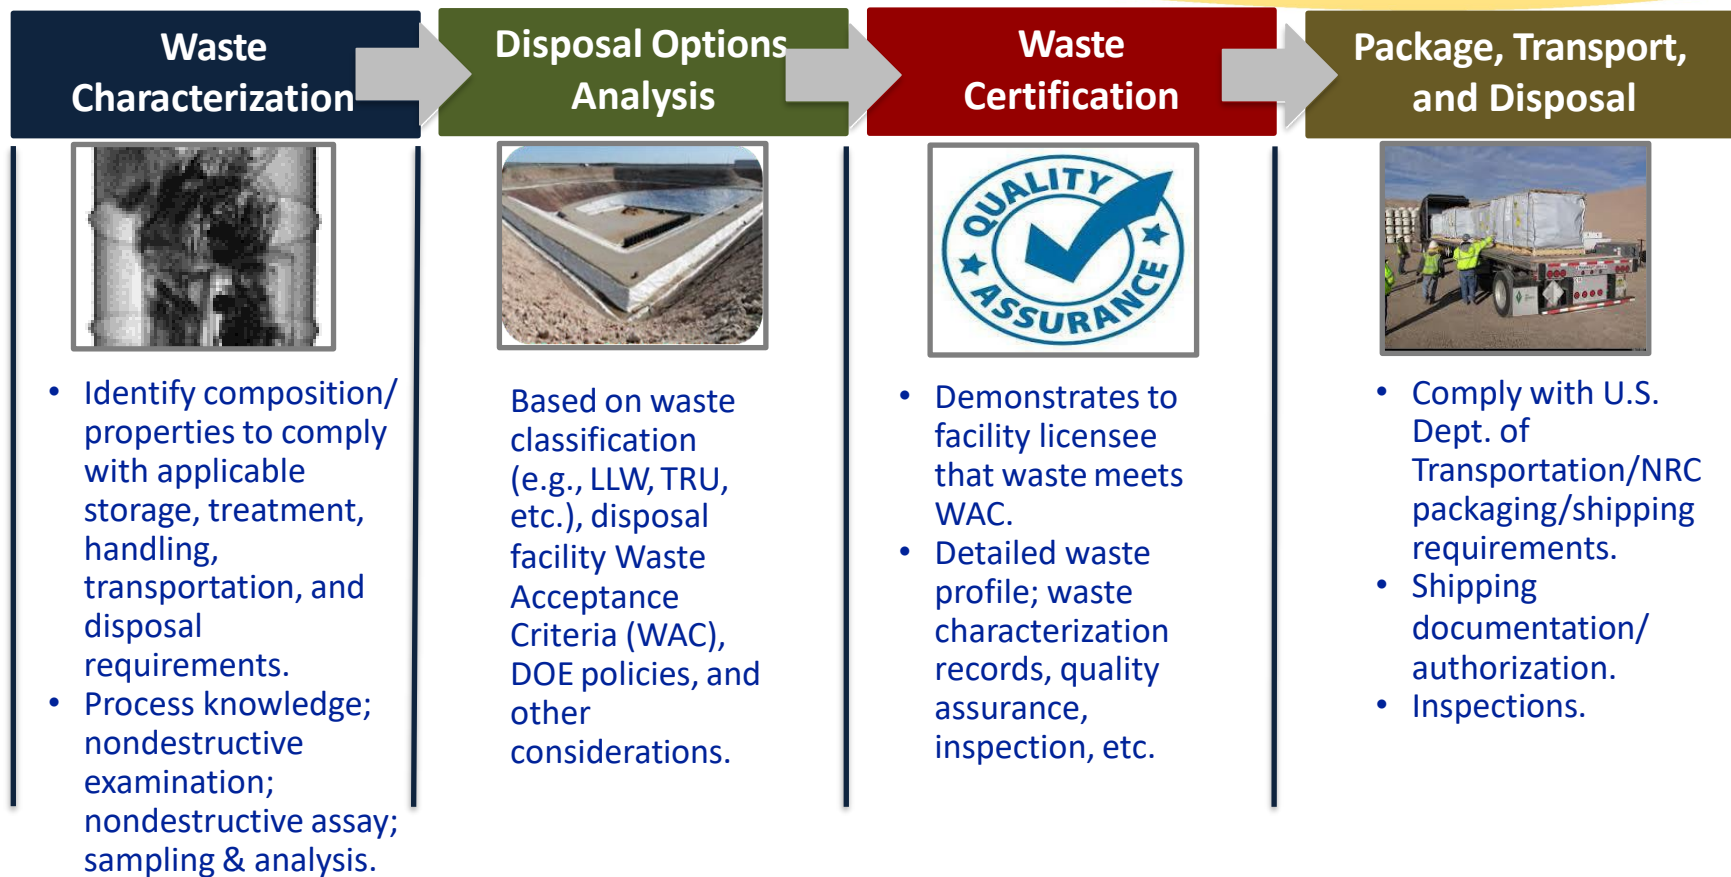 Waste
Characterization
Disposal Options
Analysis
Waste
Certification
Package, Transport,
and Disposal
• Identify composition/
properties to comply
with applicable
storage, treatment,
handling,
transportation, and
disposal
requirements.
• Process knowledge;
nondestructive
examination;
nondestructive assay;
sampling & analysis.
Based on waste
classification
(e.g., LLW, TRU,
etc.), disposal
facility Waste
Acceptance
Criteria (WAC),
DOE policies, and
other
considerations.
QUALITY
ASSURANCE
• Demonstrates to
facility licensee
that waste meets
WAC.
• Detailed waste
profile; waste
characterization
records, quality
assurance,
inspection, etc.
• Comply with U.S.
Dept. of
Transportation/NRC
packaging/shipping
requirements.
• Shipping
documentation/
authorization.
• Inspections.